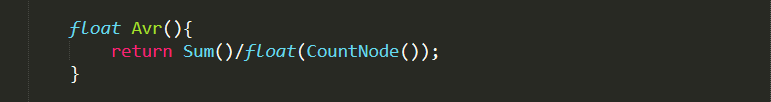 float Avr(){
return Sum()/float(CountNode());
}